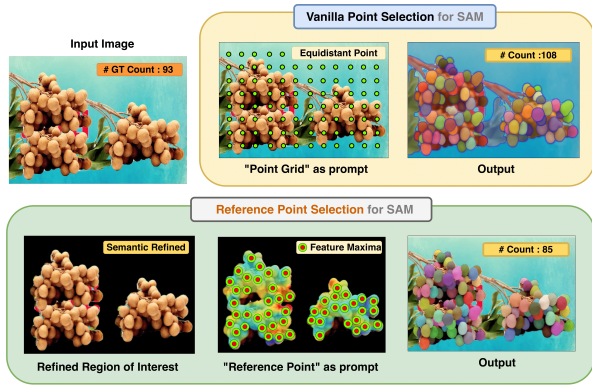 Vanilla Point Selection for SAM
Input Image
# GT Count : 93
Equidistant Point
# Count :108
"Point Grid" as prompt
Output
Reference Point Selection for SAM
Semantic Refined
Feature Maxima
# Count : 85
Refined Region of Interest
"Reference Point" as prompt
Output